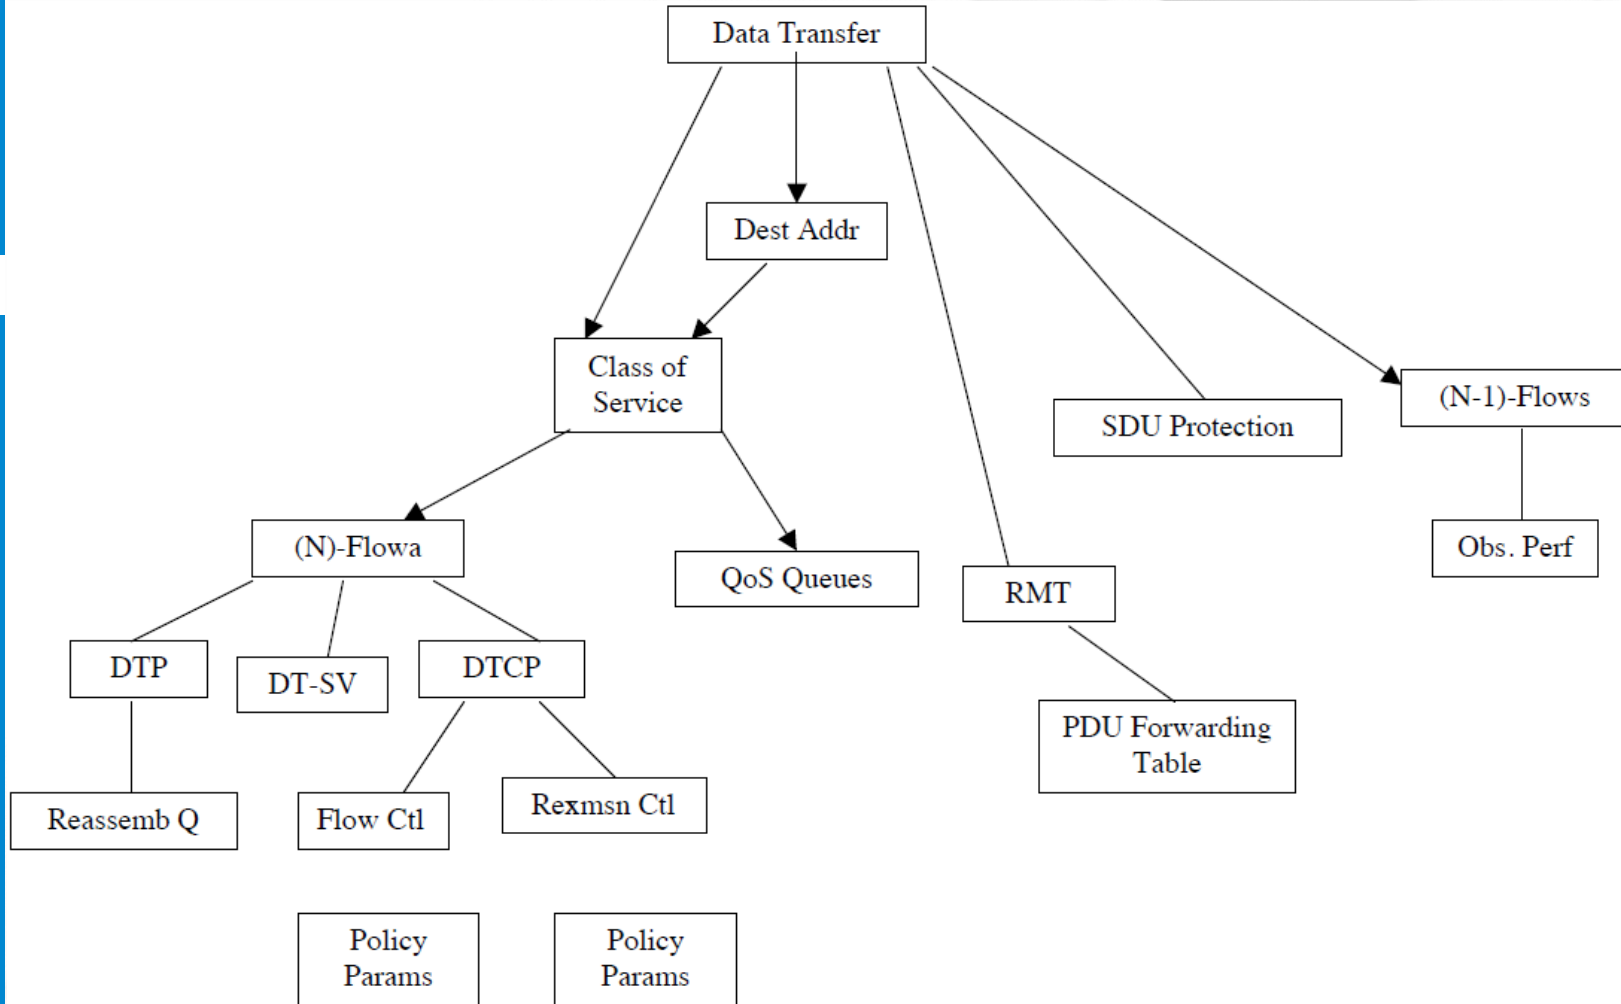 Data Transfer
Dest Addr
Class of
Service
(N-1)-Flows
SDU Protection
(N)-Flowa
Obs. Perf
QoS Queues
RMT
DTP
DT-SV
DTCP
PDU Forwarding
Table
Reassemb Q
Flow Ctl
Rexmsn Ctl
Policy
Params
Policy
Params